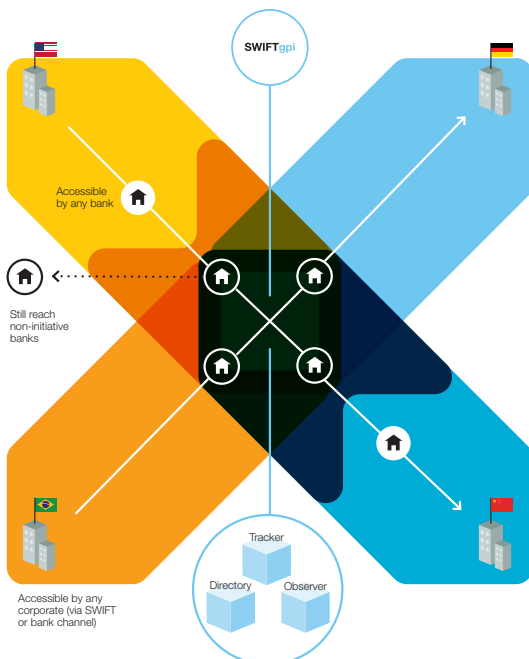 SWIFTgpi
Accessible
by any bank
Still reach
non-initiative
banks
Tracker
Directory
Observer
Accessible by any
corporate (via SWIFT
or bank channel)